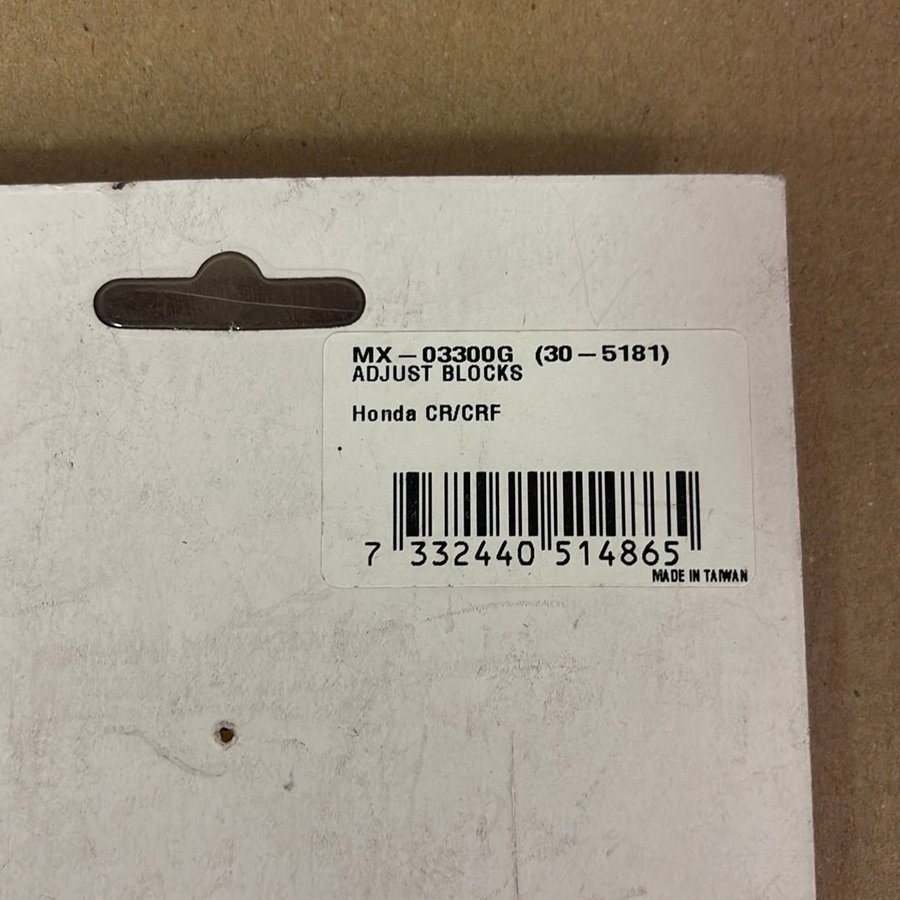 MX-03300G (30-5181)
ADJUST BLOCKS
Honda CR/CRF
7 332440 514865
MADE IN TAIWAN